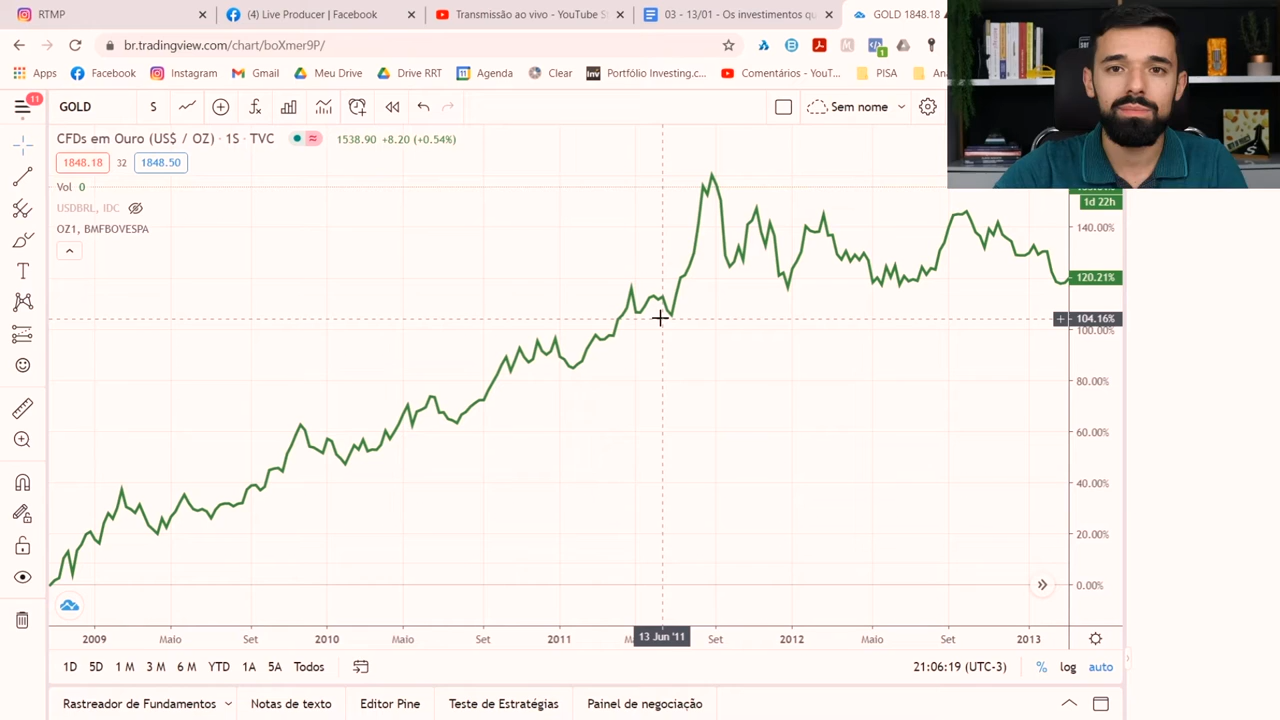 RTMP
(4) Live Producer | Facebook
Transmissão ao vivo - YouTube S
03 - 13/01 - Os investimentos qu
GOLD 1848.18
br.tradingview.com/chart/boXmer9P/
1
Apps
Facebook
Instagram
Gmail
Meu Drive
Drive RRT
Agenda
Clear
Inv
Portfólio Investing.c...
Comentários - YouT...
PISA
11
GOLD
S
Sem nome
CFDs em Ouro (US$ / OZ) · 1S · TVC
1538.90 +8.20 (+0.54%)
1848.18
32
1848.50
Vol 0
USDBRL, IDC
OZ1, BMFBOVESPA
1d 22h
140.00%
120.21%
104.16%
100.00%
80.00%
60.00%
40.00%
20.00%
0.00%
2009
Maio
Set
2010
Maio
Set
2011
13 Jun '11
Set
2012
Maio
Set
2013
1D
5D
1 M
3 M
6 M
YTD
1A
5A
Todos
21:06:19 (UTC-3)
%
log
auto
Rastreador de Fundamentos
Notas de texto
Editor Pine
Teste de Estratégias
Painel de negociação